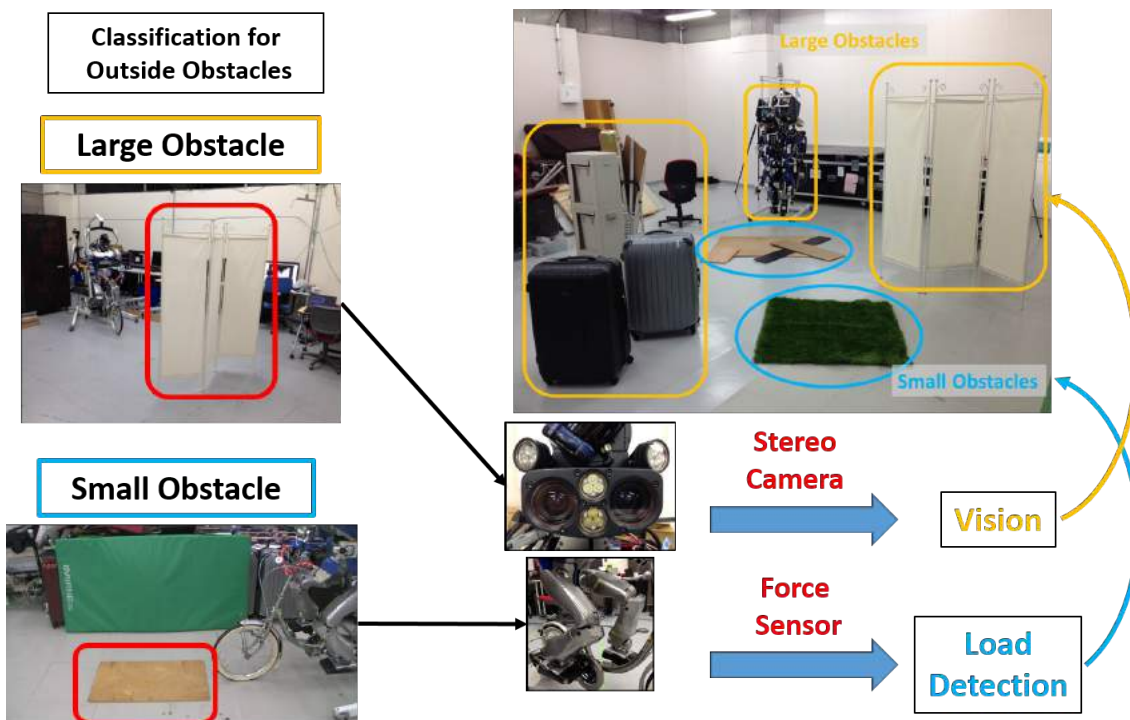 Classification for
Outside Obstacles
Large Obstacle
Small Obstacle
Large Obstacles
Small Obstacles
Stereo
Camera
Vision
Force
Sensor
Load
Detection